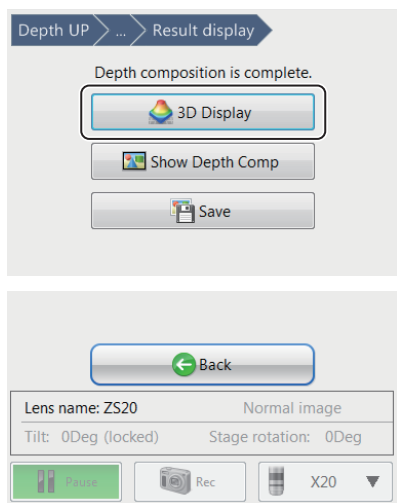 Depth UP > ... > Result display
Depth composition is complete.
3D Display
Show Depth Comp
Save
Back
Lens name: ZS20 Normal image
Tilt: 0Deg (locked) Stage rotation: 0Deg
Pause Rec X20 ▼